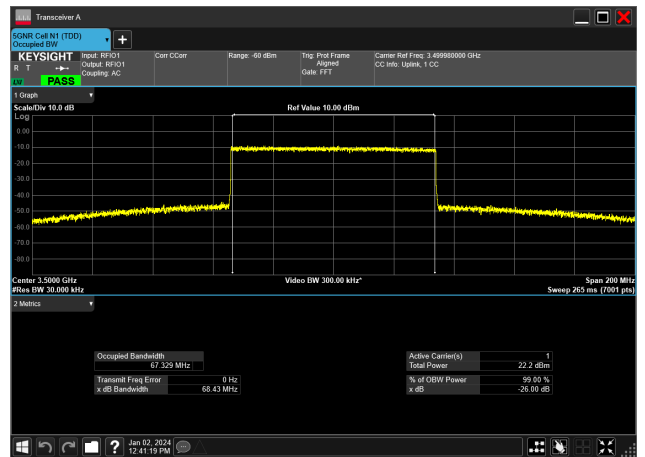 Transceiver A
5GNR Cell N1 (TDD)
Occupied BW
KEYSIGHT
R T
PASS
Input: RFIO1
Output: RFIO1
Coupling: AC
Corr CCorr
Range: -60 dBm
Trig: Prot Frame
Aligned
Gate: FFT
Carrier Ref Freq: 3.499980000 GHz
CC Info: Uplink, 1 CC
1 Graph
Scale/Div 10.0 dB
Ref Value 10.00 dBm
Log
0.00
-10.0
-20.0
-30.0
-40.0
-50.0
-60.0
-70.0
-80.0
Center 3.5000 GHz
Video BW 300.00 kHz*
Span 200 MHz
#Res BW 30.000 kHz
Sweep 265 ms (7001 pts)
2 Metrics
Occupied Bandwidth
67.329 MHz
Active Carrier(s) 1
Total Power 22.2 dBm
Transmit Freq Error 0 Hz
x dB Bandwidth 68.43 MHz
% of OBW Power 99.00 %
x dB -26.00 dB
?
Jan 02, 2024
12:41:19 PM